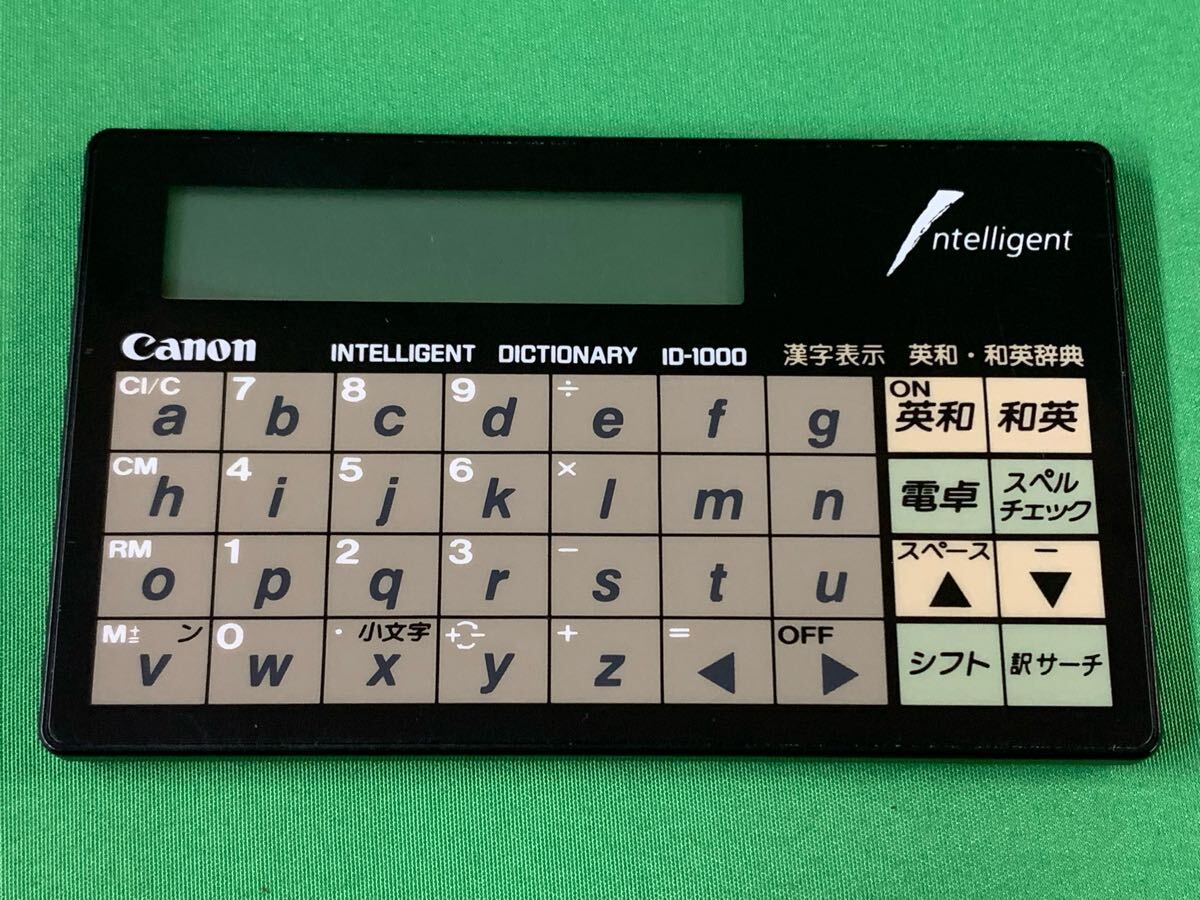 Intelligent
Canon INTELLIGENT DICTIONARY ID-1000 漢字表示 英和・和英辞典
CI/C 7 8 9 ÷ ON
a b c d e f g 英和 和英
CM 4 5 6 × スペル
h i j k l m n 電卓 チェック
RM 1 2 3 − スペース ー
o p q r s t u ▲ ▼
M± ン 0 ・ 小文字 + − + = OFF
v w x y z ◀ ▶ シフト 訳サーチ